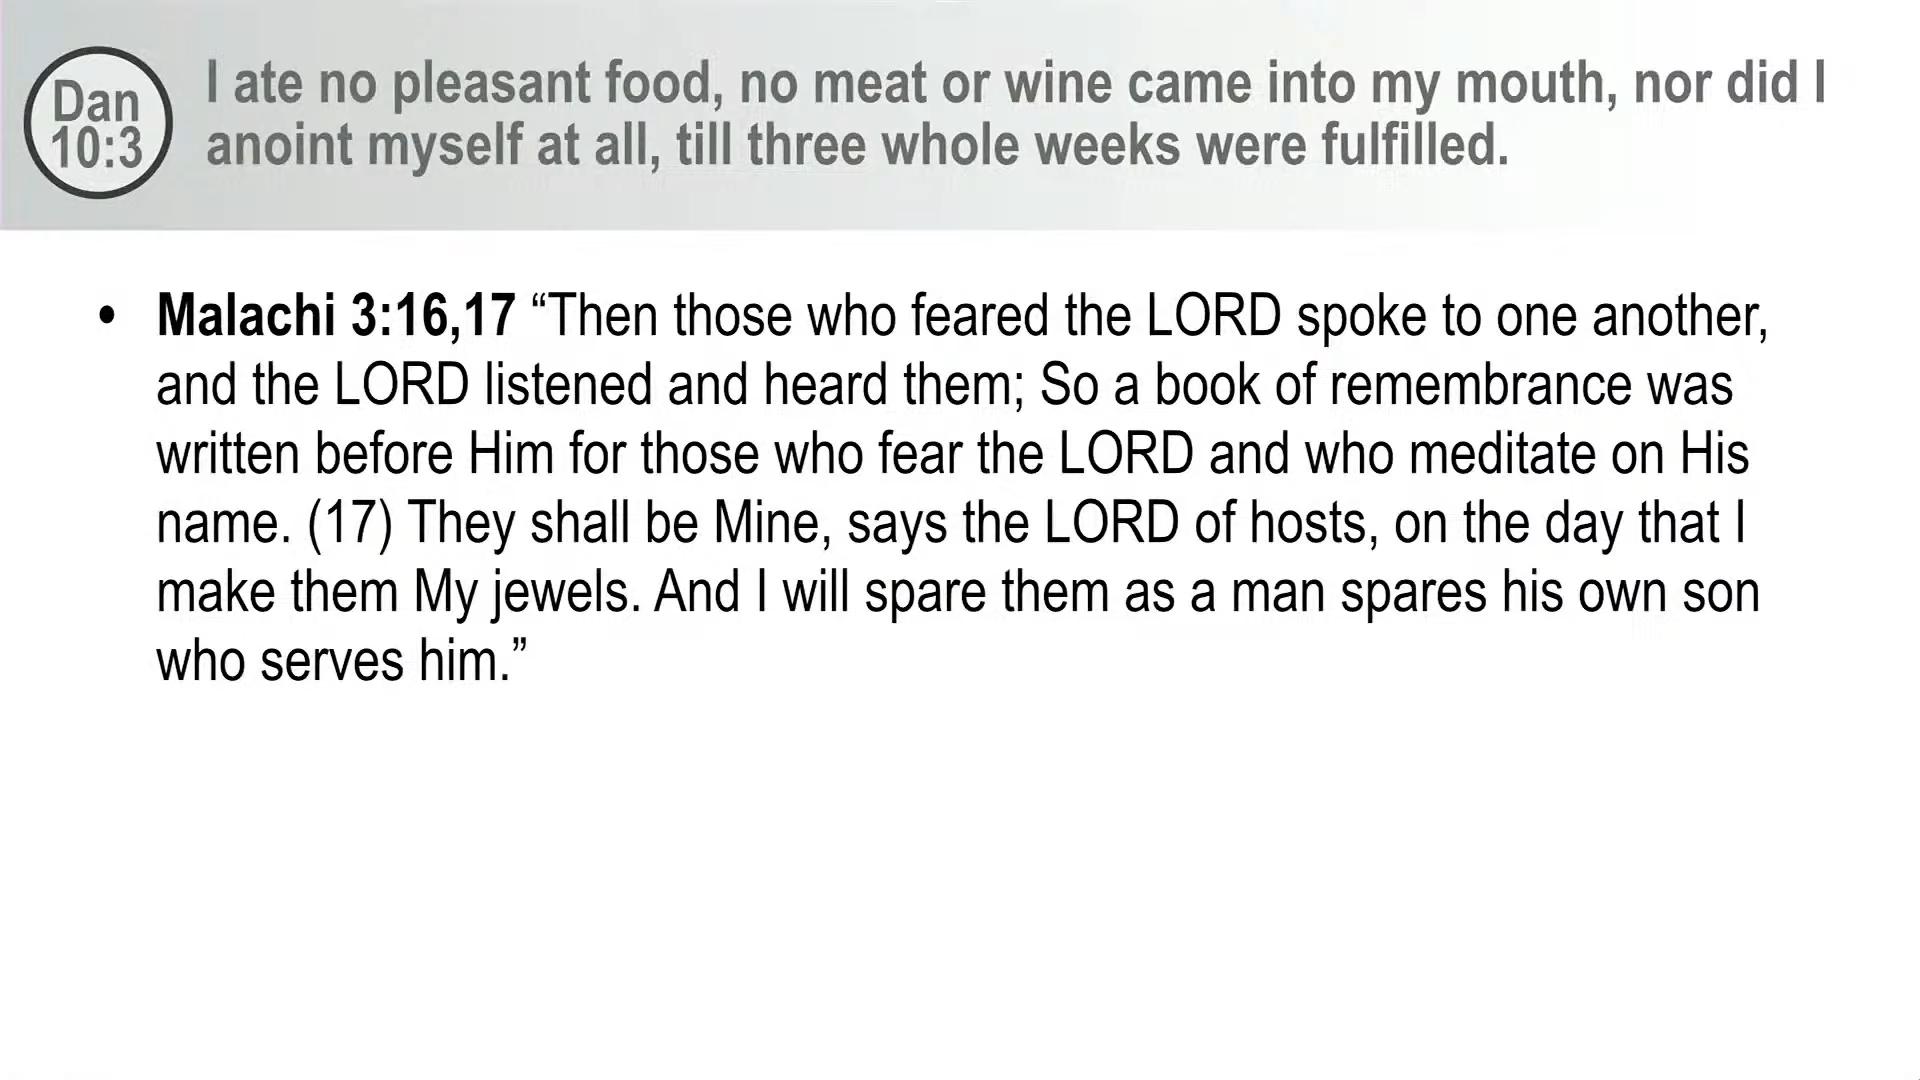 Dan
10:3
I ate no pleasant food, no meat or wine came into my mouth, nor did I
anoint myself at all, till three whole weeks were fulfilled.
• Malachi 3:16,17 “Then those who feared the LORD spoke to one another,
and the LORD listened and heard them; So a book of remembrance was
written before Him for those who fear the LORD and who meditate on His
name. (17) They shall be Mine, says the LORD of hosts, on the day that I
make them My jewels. And I will spare them as a man spares his own son
who serves him.”